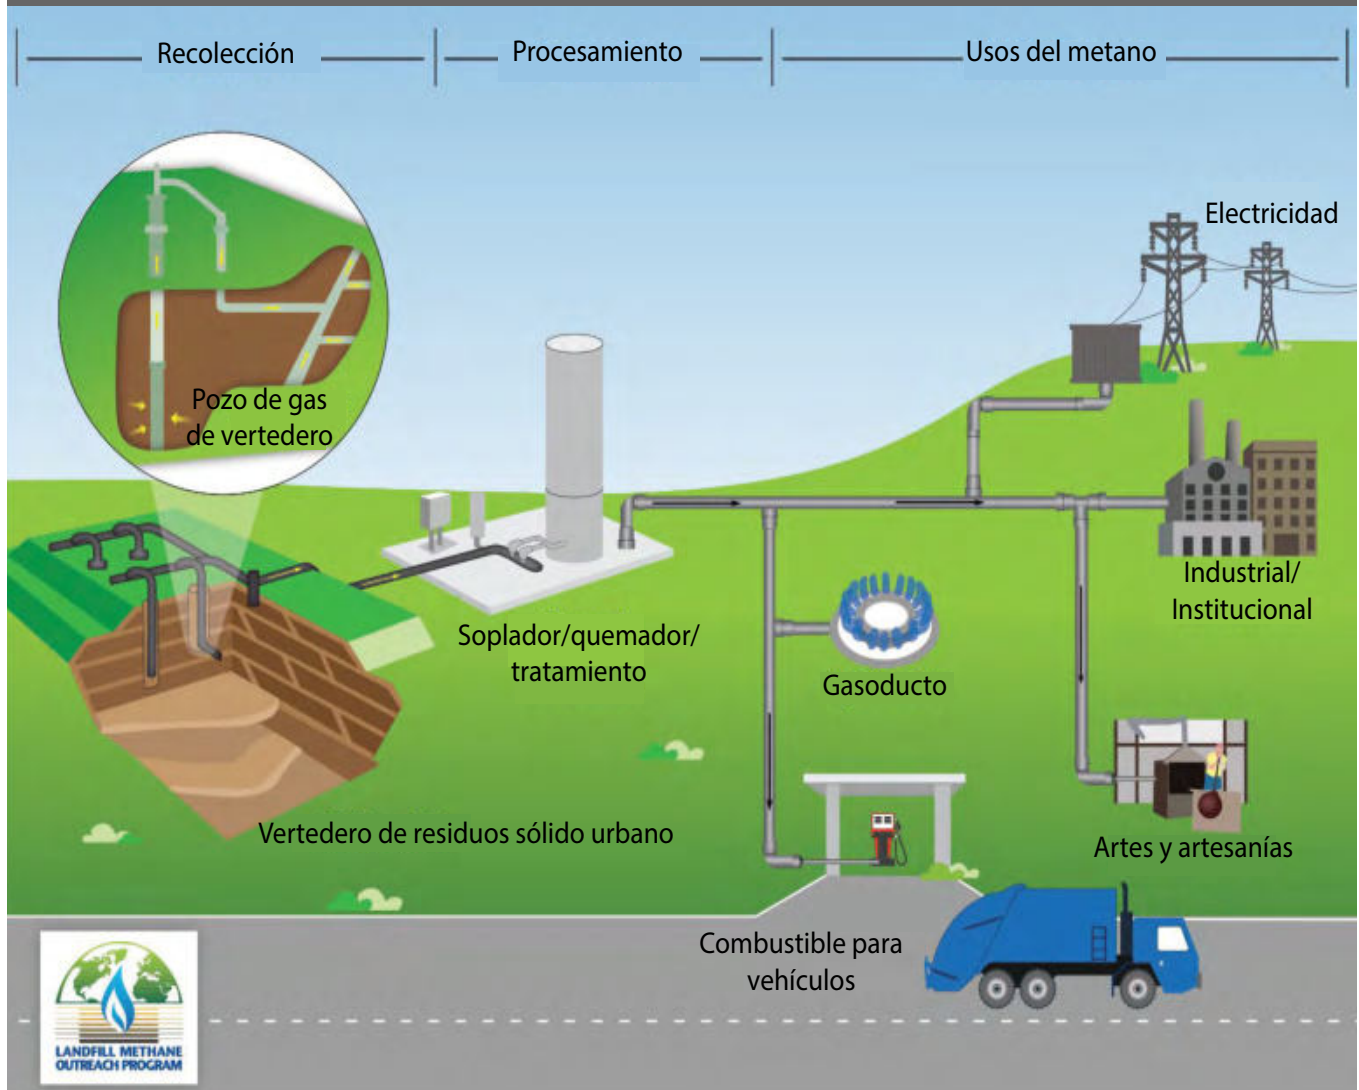 Recolección
Procesamiento
Usos del metano
Electricidad
Pozo de gas
de vertedero
Industrial/
Institucional
Soplador/quemador/
tratamiento
Gasoducto
Vertedero de residuos sólido urbano
Artes y artesanías
Combustible para
vehículos
LANDFILL METHANE
OUTREACH PROGRAM